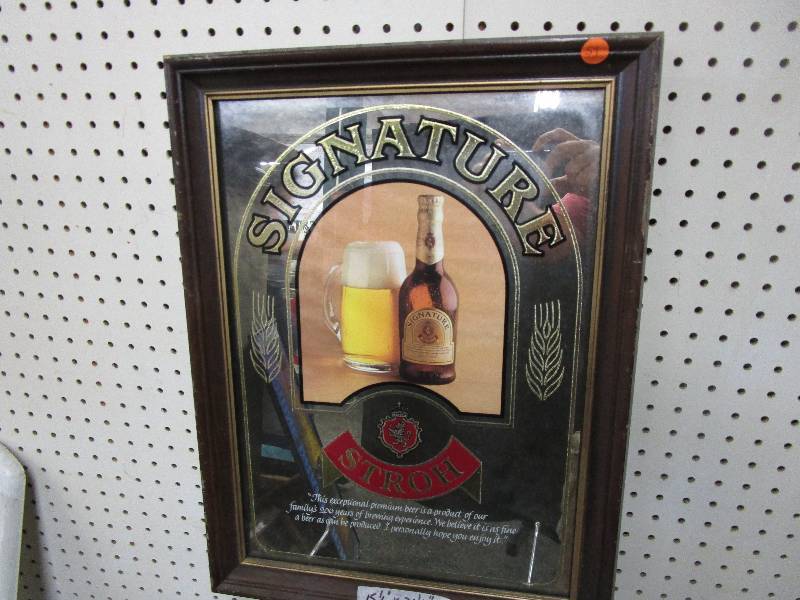 SIGNATURE
SIGNATURE
STROH
"This exceptional premium beer is a product of our
family's 200 years of brewing experience. We believe it is as fine
a beer as can be produced. I personally hope you enjoy it."